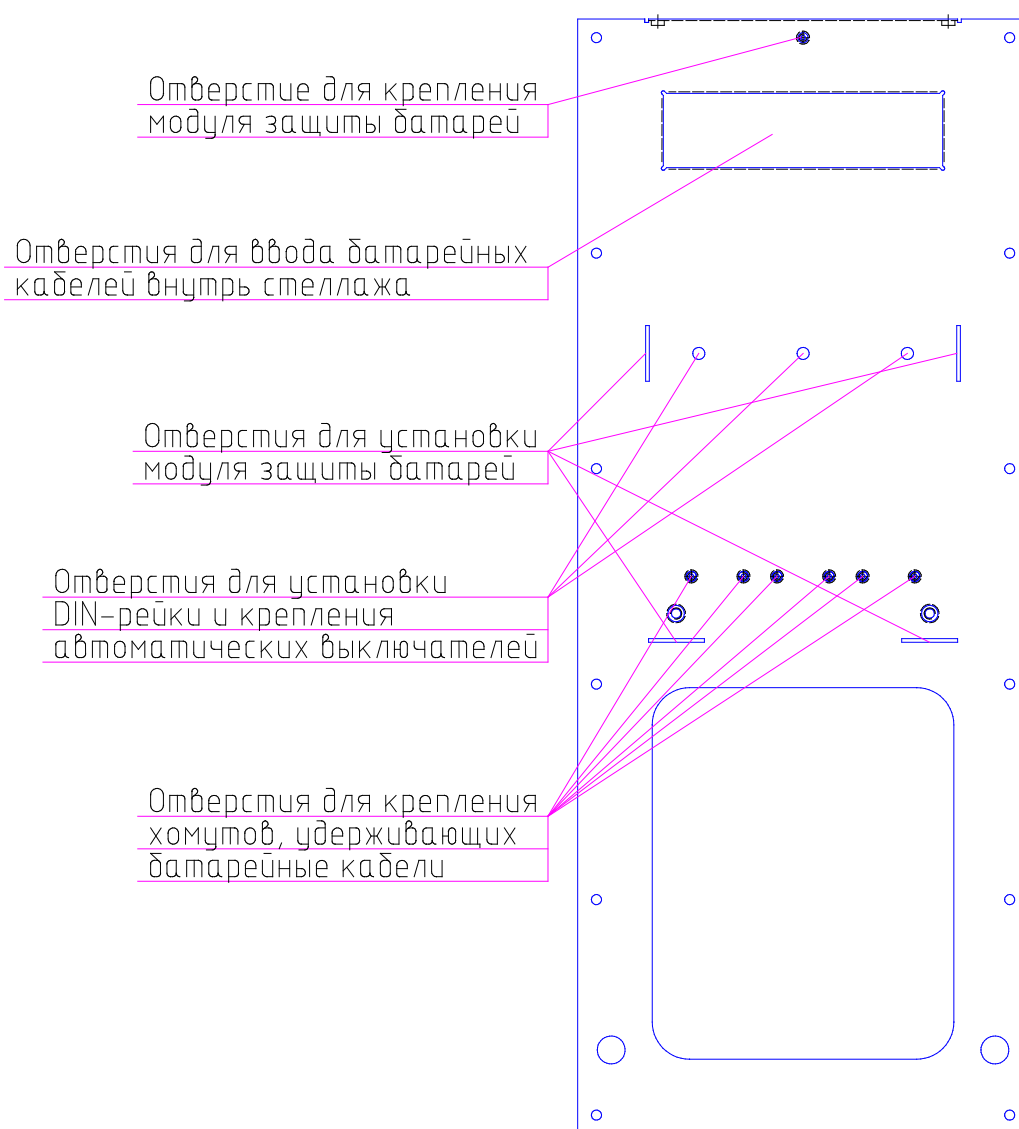 Отверстие для крепления
модуля защиты батарей
Отверстия для ввода батарейных
кабелей внутрь стеллажа
Отверстия для установки
модуля защиты батарей
Отверстия для установки
DIN-рейки и крепления
автоматических выключателей
Отверстия для крепления
хомутов, удерживающих
батарейные кабели